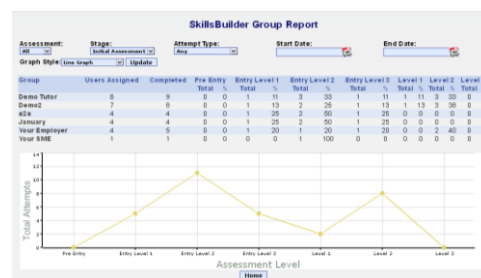 SkillsBuilder Group Report
Assessment: Stage: Attempt Type: Start Date: End Date:
All Initial Assessment Any
Graph Style: Line Graph Update
Group Users Assigned Completed Pre Entry Entry Level 1 Entry Level 2 Entry Level 3 Level 1 Level 2 Level
Total % Total % Total % Total % Total % Total % Total
Demo Tutor 8 9 0 0 1 11 3 33 1 11 1 11 3 33 0
Demo2 7 8 0 0 1 13 2 25 1 13 1 13 3 38 0
e2e 4 4 0 0 1 25 2 50 1 25 0 0 0 0 0
January 4 4 0 0 1 25 2 50 1 25 0 0 0 0 0
Your Employer 4 5 0 0 1 20 1 20 1 20 0 0 2 40 0
Your SME 1 1 0 0 0 0 1 100 0 0 0 0 0 0 0
14
12
10
8
6
4
2
0
Total Attempts
Pre Entry Entry Level 1 Entry Level 2 Entry Level 3 Level 1 Level 2 Level 3
Assessment Level
Home